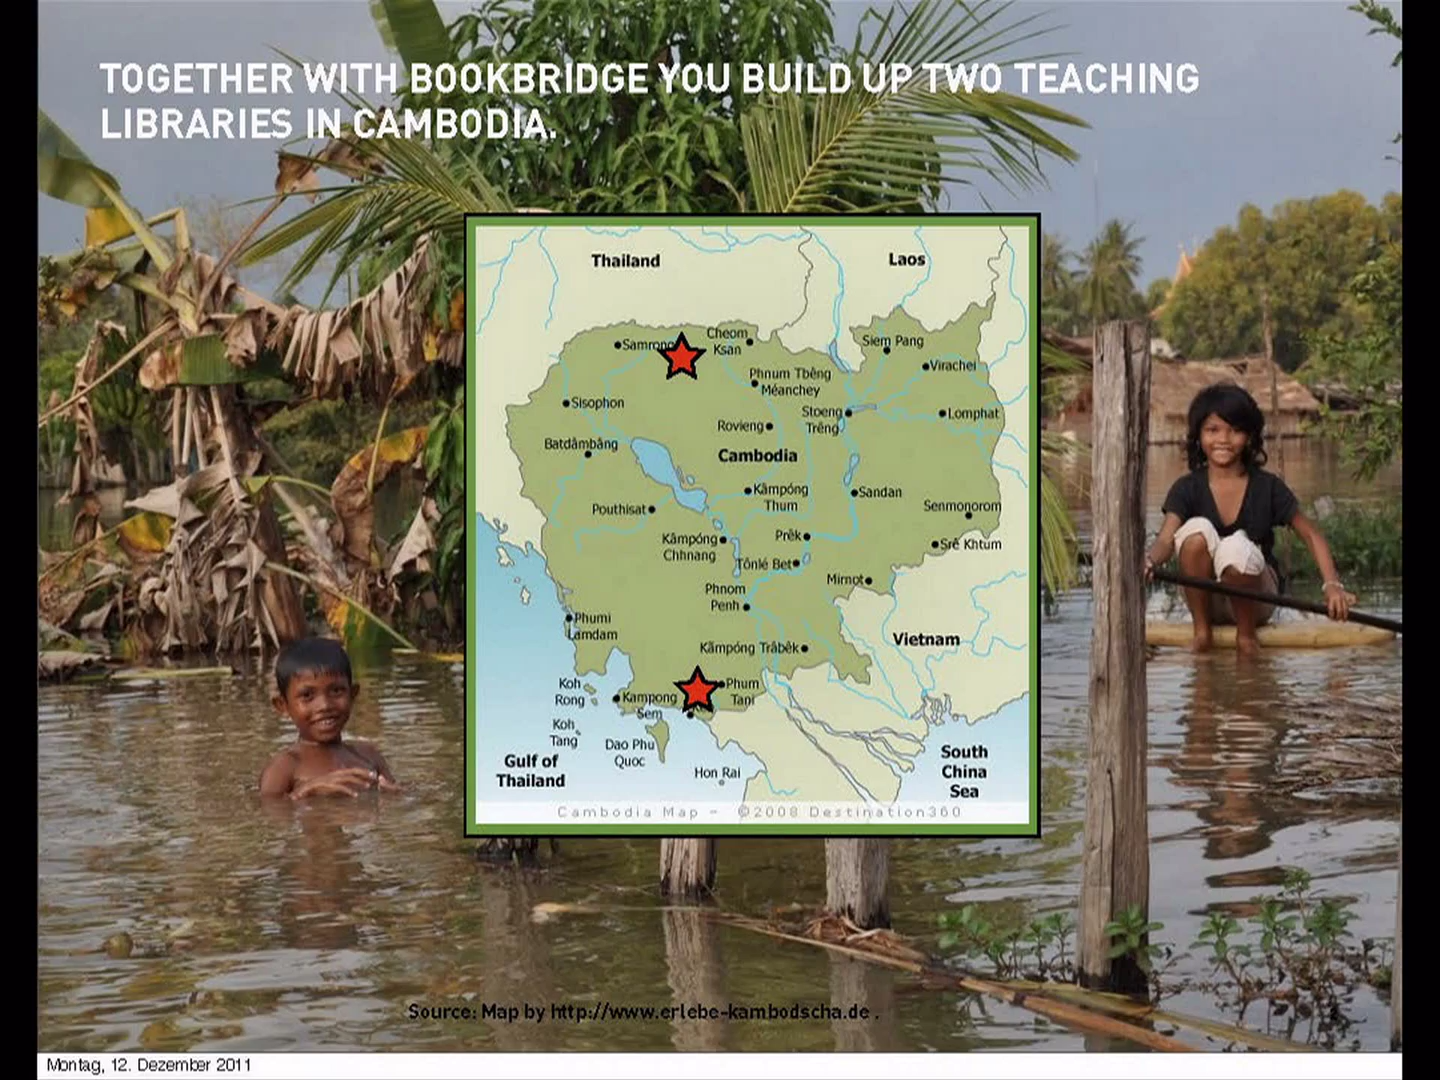 TOGETHER WITH BOOKBRIDGE YOU BUILD UP TWO TEACHING
LIBRARIES IN CAMBODIA.
Thailand
Laos
Samrong
Cheom
Ksan
Siem Pang
Virachei
Phnum Tbêng
Méanchey
Sisophon
Stoeng
Trêng
Lomphat
Rovieng
Batdâmbâng
Cambodia
Kâmpóng
Thum
Sandan
Pouthisat
Senmonorom
Kâmpóng
Chhnang
Prêk
Srê Khtum
Tônlé Bet
Mimot
Phnom
Penh
Phumi
Lamdam
Vietnam
Kâmpóng Trâbêk
Koh
Rong
Kampong
Sem
Phum
Tani
Koh
Tang
Dao Phu
Quoc
Gulf of
Thailand
Hon Rai
South
China
Sea
Cambodia Map – ©2008 Destination360
Source: Map by http://www.erlebe-kambodscha.de .
Montag, 12. Dezember 2011